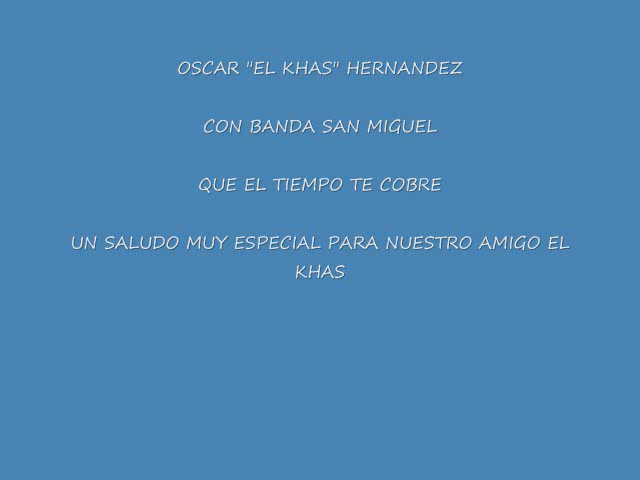 OSCAR "EL KHAS" HERNANDEZ
CON BANDA SAN MIGUEL
QUE EL TIEMPO TE COBRE
UN SALUDO MUY ESPECIAL PARA NUESTRO AMIGO EL
KHAS